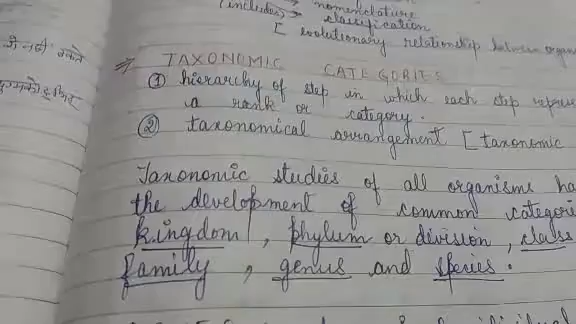 nomenclature
(includes) → classification
[ evolutionary relationship between organ
TAXONOMIC CATEGORIES
① hierarchy of step in which each step repres
a rank or category.
② taxonomical arrangement [ taxonomic
Taxonomic studies of all organisms ha
the development of common categori
kingdom, phylum or division, class
family, genus and species.